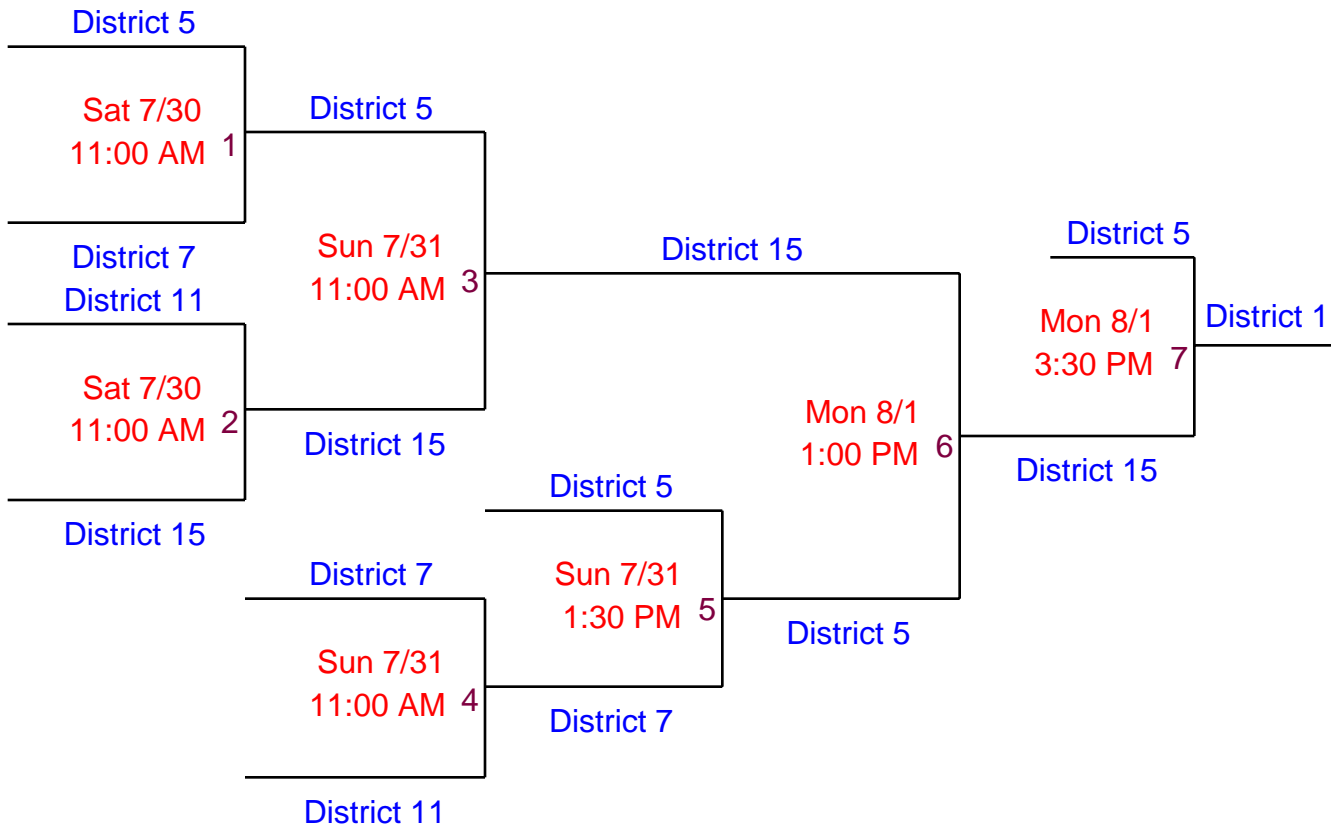 District 5
Sat 7/30
11:00 AM 1
District 7
District 11
Sat 7/30
11:00 AM 2
District 15
District 5
Sun 7/31
11:00 AM 3
District 15
District 7
Sun 7/31
11:00 AM 4
District 11
District 5
Sun 7/31
1:30 PM 5
District 7
District 15
Mon 8/1
1:00 PM 6
District 5
District 5
Mon 8/1
3:30 PM 7
District 15
District 1